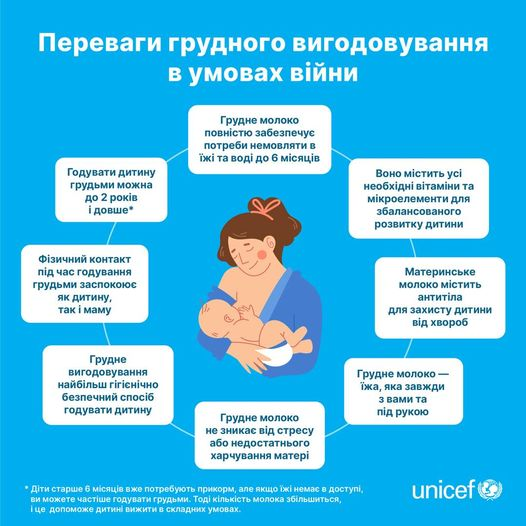 Переваги грудного вигодовування
в умовах війни
Грудне молоко
повністю забезпечує
потреби немовляти в
їжі та воді до 6 місяців
Воно містить усі
необхідні вітаміни та
мікроелементи для
збалансованого
розвитку дитини
Материнське
молоко містить
антитіла
для захисту дитини
від хвороб
Грудне молоко —
їжа, яка завжди
з вами та
під рукою
Грудне молоко
не зникає від стресу
або недостатнього
харчування матері
Грудне
вигодовування
найбільш гігієнічно
безпечний спосіб
годувати дитину
Фізичний контакт
під час годування
грудьми заспокоює
як дитину,
так і маму
Годувати дитину
грудьми можна
до 2 років
і довше*
* Діти старше 6 місяців вже потребують прикорм, але якщо їжі немає в доступі,
ви можете частіше годувати грудьми. Тоді кількість молока збільшиться,
і це допоможе дитині вижити в складних умовах.
unicef